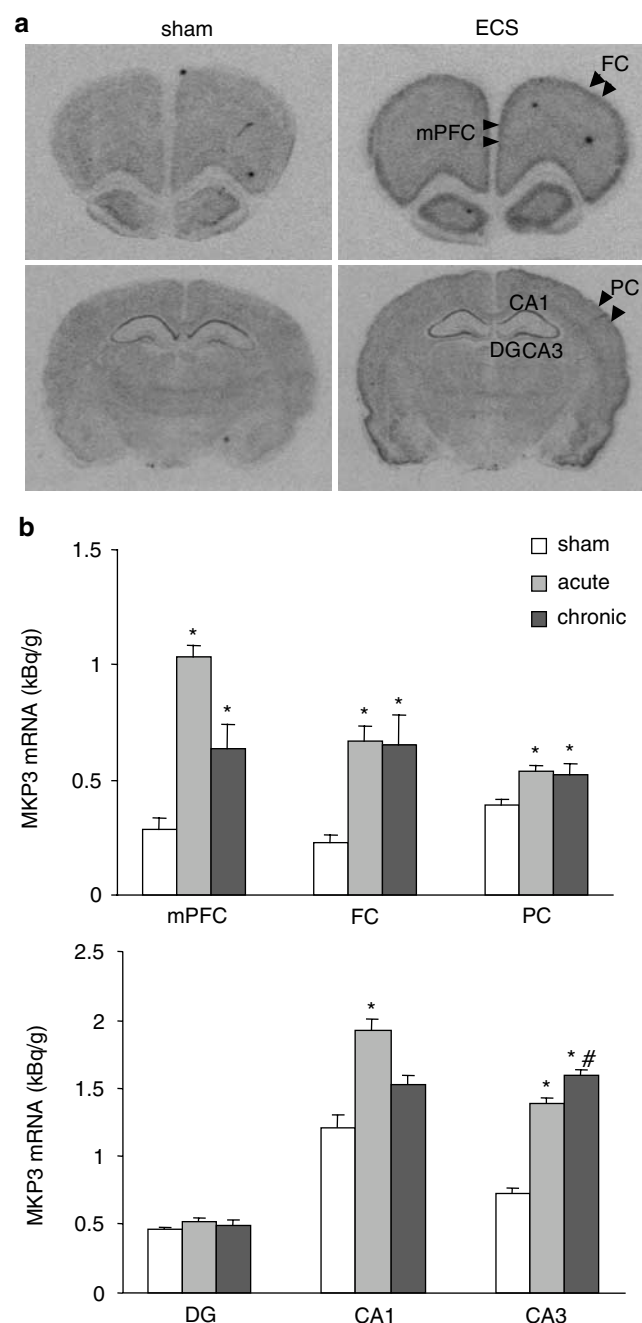 a
sham
ECS
FC
mPFC
PC
CA1
DGCA3
b
1.5
1
0.5
0
MKP3 mRNA (kBq/g)
sham
acute
chronic
*
*
*
*
*
*
mPFC
FC
PC
2.5
2
1.5
1
0.5
0
MKP3 mRNA (kBq/g)
*
*
* #
DG
CA1
CA3